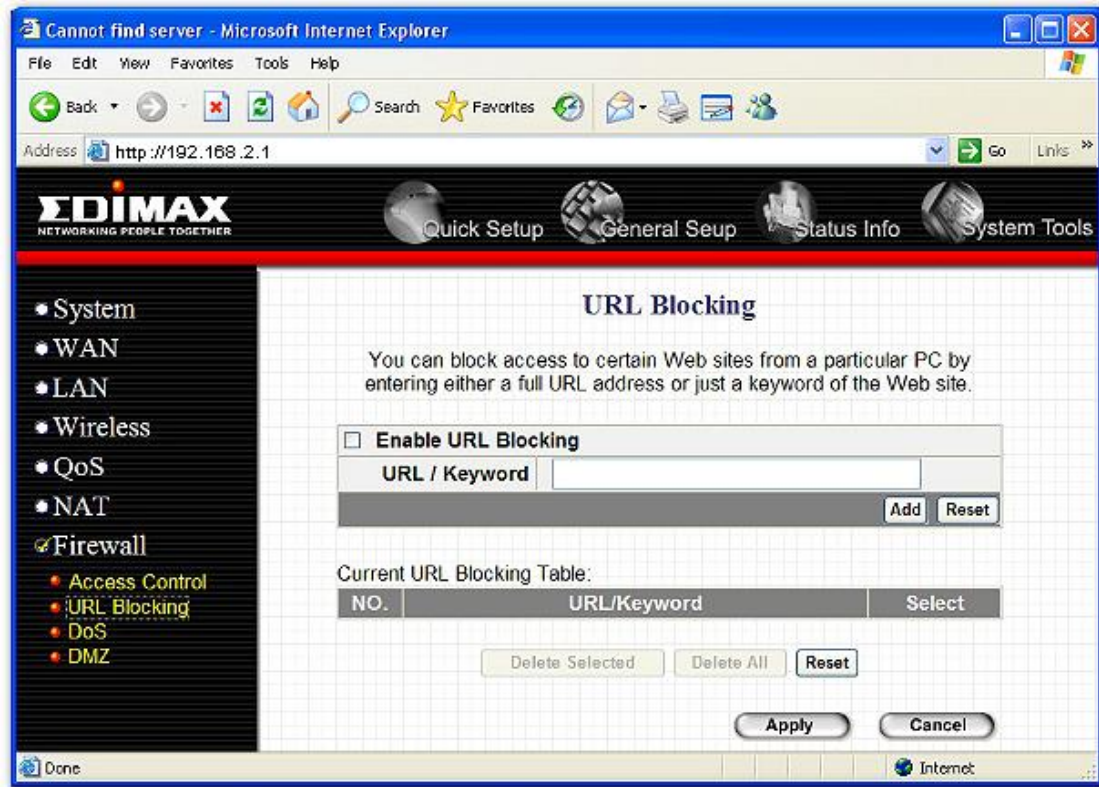 Cannot find server - Microsoft Internet Explorer
File Edit View Favorites Tools Help
Back Search Favorites
Address http://192.168.2.1 Go Links »
EDIMAX
NETWORKING PEOPLE TOGETHER
Quick Setup General Seup Status Info System Tools
System
WAN
LAN
Wireless
QoS
NAT
Firewall
Access Control
URL Blocking
DoS
DMZ
URL Blocking
You can block access to certain Web sites from a particular PC by
entering either a full URL address or just a keyword of the Web site.
Enable URL Blocking
URL / Keyword
Add Reset
Current URL Blocking Table:
NO. URL/Keyword Select
Delete Selected Delete All Reset
Apply Cancel
Done Internet